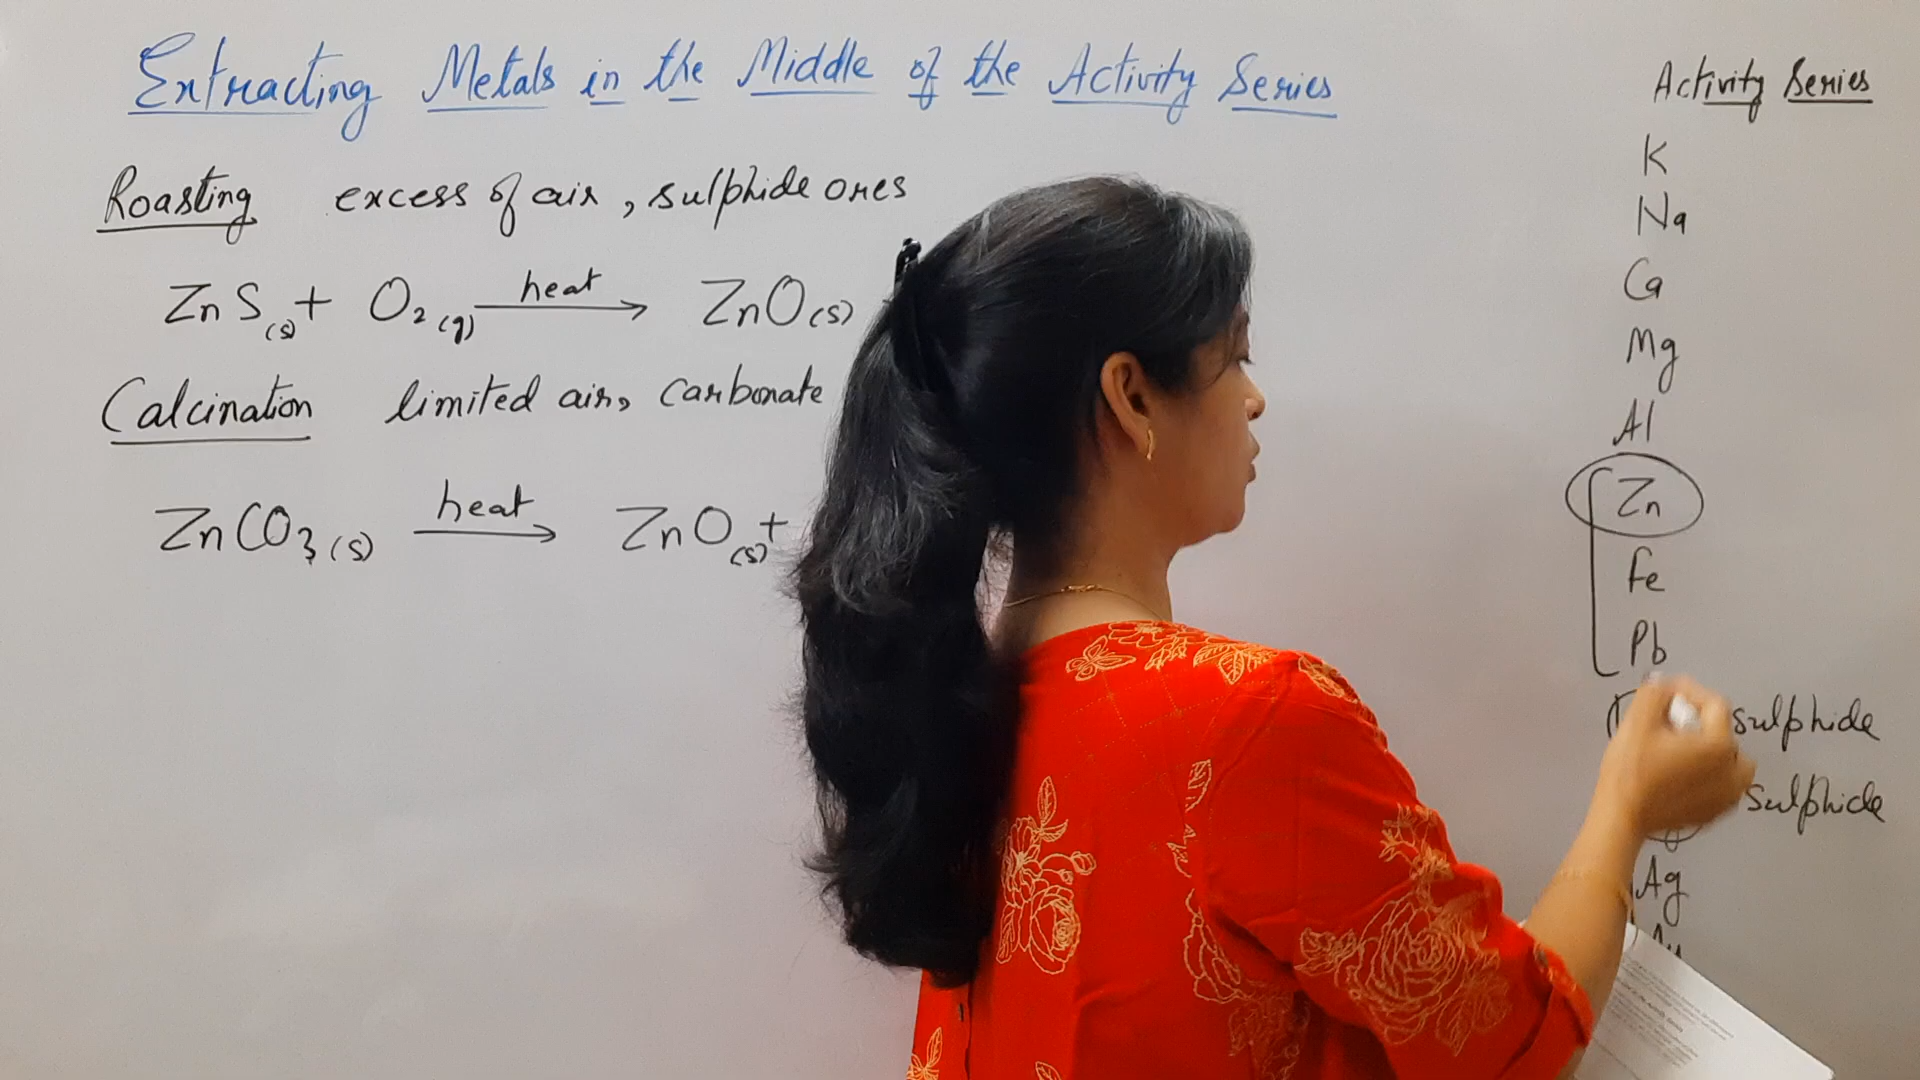 Extracting Metals in the Middle of the Activity Series
Roasting excess of air, sulphide ores
ZnS(s) + O₂(g) heat → ZnO(s)
Calcination limited air, carbonate
ZnCO₃(s) heat → ZnO(s) +
Activity Series
K
Na
Ca
Mg
Al
Zn
Fe
Pb
sulphide
sulphide
Ag